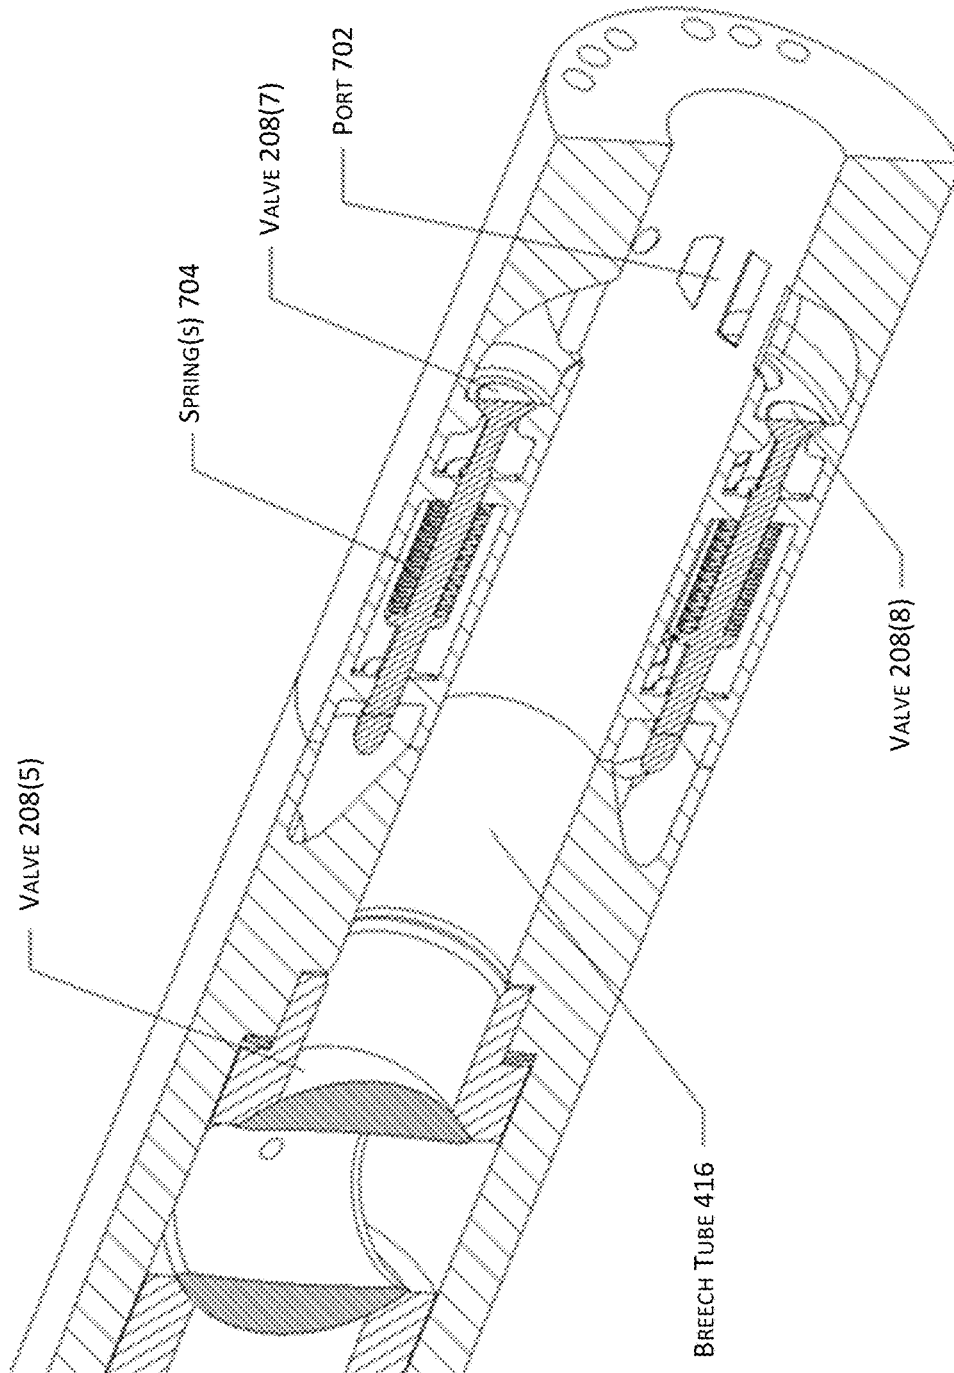 VALVE 208(5)
SPRING(S) 704
VALVE 208(7)
PORT 702
BREECH TUBE 416
VALVE 208(8)